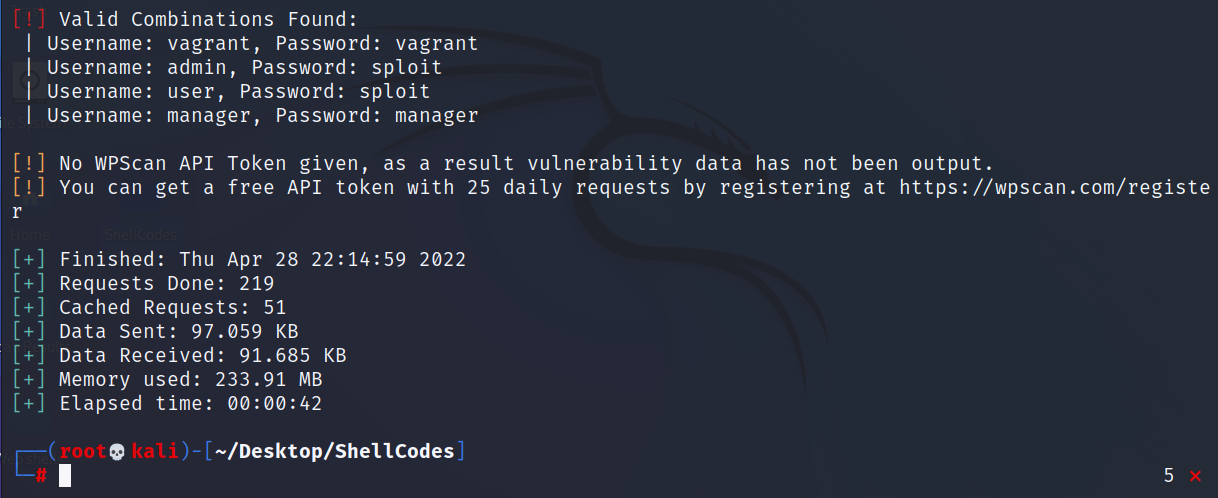 [!] Valid Combinations Found:
| Username: vagrant, Password: vagrant
| Username: admin, Password: sploit
| Username: user, Password: sploit
| Username: manager, Password: manager
[!] No WPScan API Token given, as a result vulnerability data has not been output.
[!] You can get a free API token with 25 daily requests by registering at https://wpscan.com/registe
r
Home ShellCodes
[+] Finished: Thu Apr 28 22:14:59 2022
[+] Requests Done: 219
[+] Cached Requests: 51
[+] Data Sent: 97.059 KB
[+] Data Received: 91.685 KB
[+] Memory used: 233.91 MB
[+] Elapsed time: 00:00:42
┌──(root💀kali)-[~/Desktop/ShellCodes]
└─# 5 ⨯